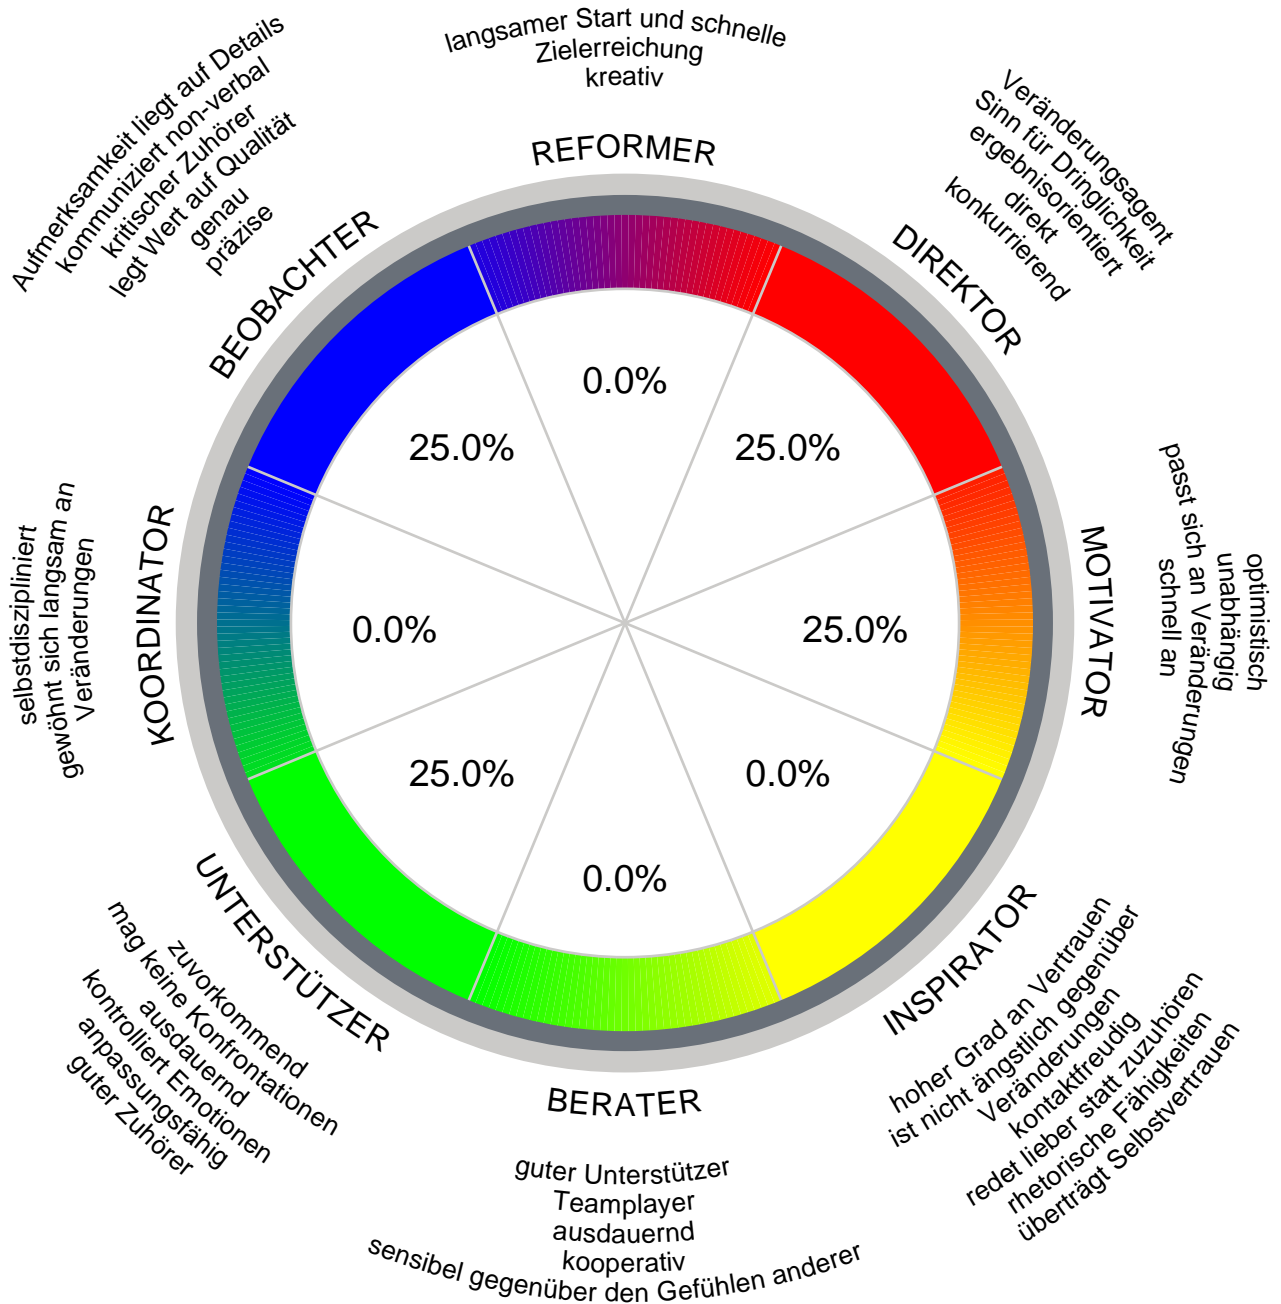 langsamer Start und schnelle
Zielerreichung
kreativ
REFORMER
0.0%
Veränderungsagent
Sinn für Dringlichkeit
ergebnisorientiert
direkt
konkurrierend
DIREKTOR
25.0%
optimistisch
unabhängig
passt sich an Veränderungen
schnell an
MOTIVATOR
25.0%
INSPIRATOR
0.0%
hoher Grad an Vertrauen
ist nicht ängstlich gegenüber
Veränderungen
kontaktfreudig
redet lieber statt zuzuhören
rhetorische Fähigkeiten
überträgt Selbstvertrauen
0.0%
BERATER
guter Unterstützer
Teamplayer
ausdauernd
kooperativ
sensibel gegenüber den Gefühlen anderer
25.0%
UNTERSTÜTZER
zuvorkommend
mag keine Konfrontationen
ausdauernd
kontrolliert Emotionen
anpassungsfähig
guter Zuhörer
selbstdiszipliniert
gewöhnt sich langsam an
Veränderungen
KOORDINATOR
0.0%
Aufmerksamkeit liegt auf Details
kommuniziert non-verbal
kritischer Zuhörer
legt Wert auf Qualität
genau
präzise
BEOBACHTER
25.0%